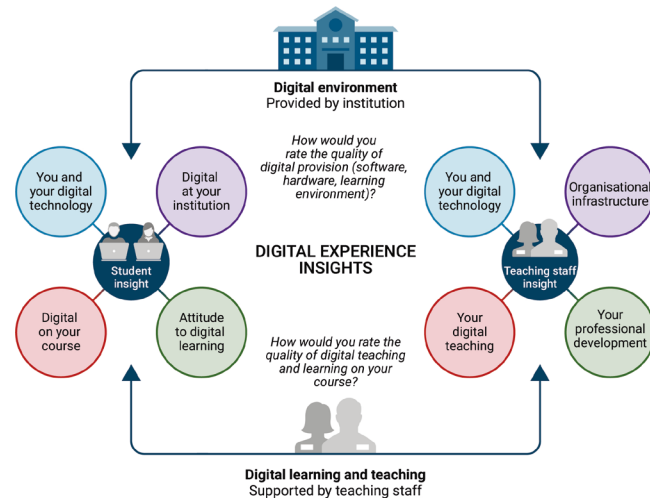 Digital environment
Provided by institution
How would you
rate the quality of
digital provision (software,
hardware, learning
environment)?
You and
your digital
technology
Digital
at your
institution
Student
insight
Digital
on your
course
Attitude
to digital
learning
DIGITAL EXPERIENCE
INSIGHTS
You and
your digital
technology
Organisational
infrastructure
Teaching staff
insight
Your
digital
teaching
Your
professional
development
How would you rate the
quality of digital teaching
and learning on your
course?
Digital learning and teaching
Supported by teaching staff